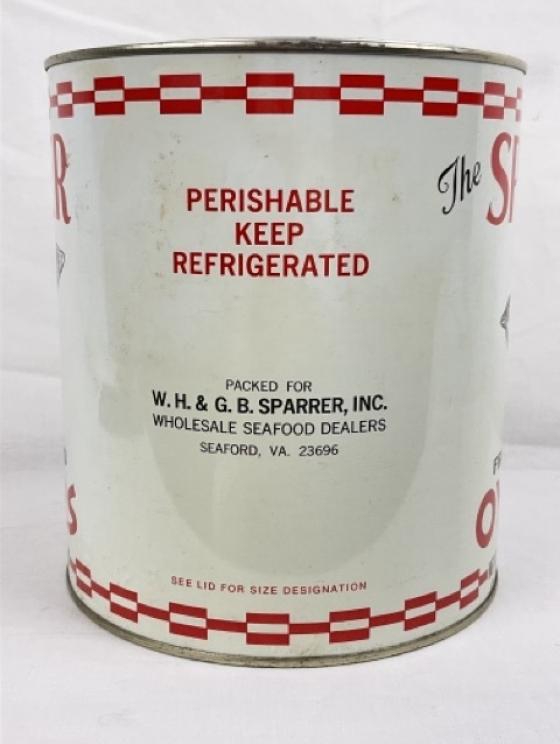 PERISHABLE
KEEP
REFRIGERATED
The
PACKED FOR
W. H. & G. B. SPARRER, INC.
WHOLESALE SEAFOOD DEALERS
SEAFORD, VA. 23696
SEE LID FOR SIZE DESIGNATION